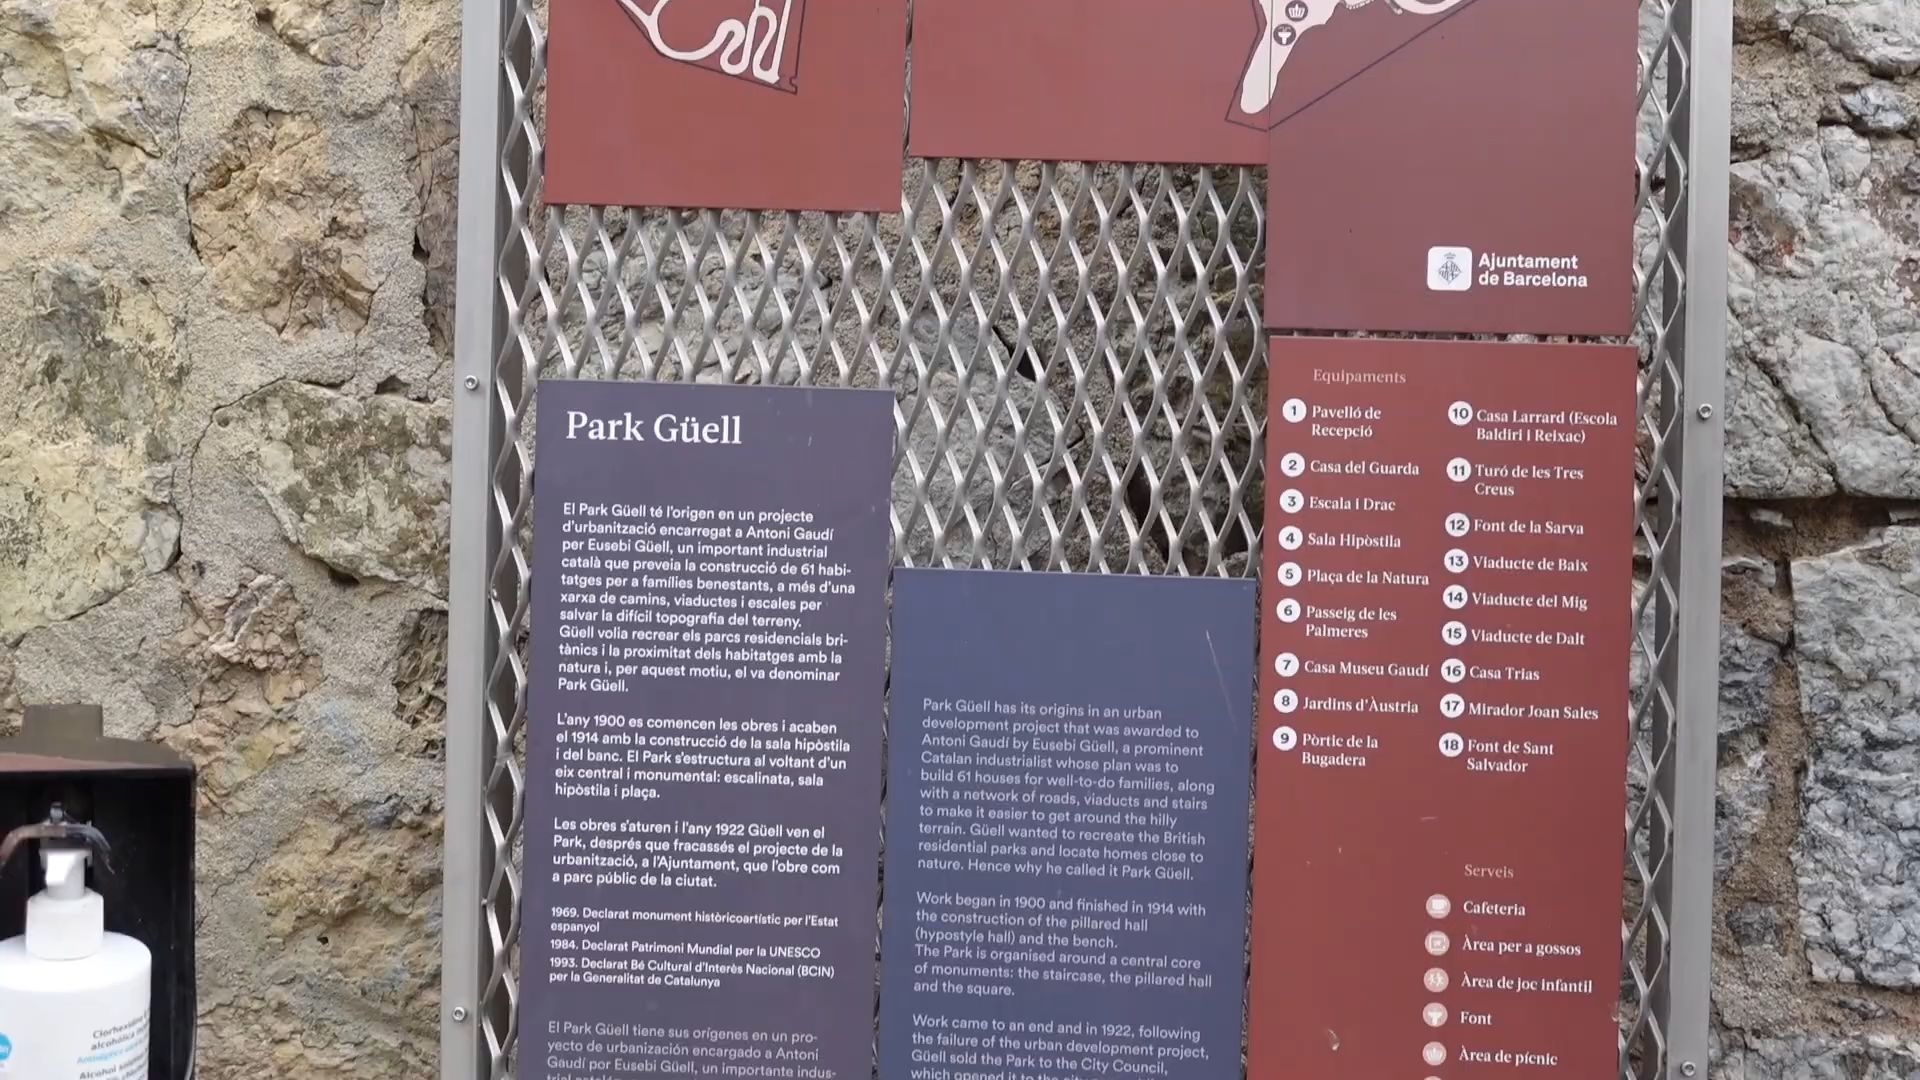 Ajuntament
de Barcelona
Park Güell
El Park Güell té l'origen en un projecte
d'urbanització encarregat a Antoni Gaudí
per Eusebi Güell, un important industrial
català que preveia la construcció de 61 habi-
tatges per a famílies benestants, a més d'una
xarxa de camins, viaductes i escales per
salvar la difícil topografia del terreny.
Güell volia recrear els parcs residencials bri-
tànics i la proximitat dels habitatges amb la
natura i, per aquest motiu, el va denominar
Park Güell.
L'any 1900 es comencen les obres i acaben
el 1914 amb la construcció de la sala hipòstila
i del banc. El Park s'estructura al voltant d'un
eix central i monumental: escalinata, sala
hipòstila i plaça.
Les obres s'aturen i l'any 1922 Güell ven el
Park, després que fracassés el projecte de la
urbanització, a l'Ajuntament, que l'obre com
a parc públic de la ciutat.
1969. Declarat monument històricoartístic per l'Estat
espanyol
1984. Declarat Patrimoni Mundial per la UNESCO
1993. Declarat Bé Cultural d'Interès Nacional (BCIN)
per la Generalitat de Catalunya
El Park Güell tiene sus orígenes en un pro-
yecto de urbanización encargado a Antoni
Gaudí por Eusebi Güell, un importante indus-
Park Güell has its origins in an urban
development project that was awarded to
Antoni Gaudí by Eusebi Güell, a prominent
Catalan industrialist whose plan was to
build 61 houses for well-to-do families, along
with a network of roads, viaducts and stairs
to make it easier to get around the hilly
terrain. Güell wanted to recreate the British
residential parks and locate homes close to
nature. Hence why he called it Park Güell.
Work began in 1900 and finished in 1914 with
the construction of the pillared hall
(hypostyle hall) and the bench.
The Park is organised around a central core
of monuments: the staircase, the pillared hall
and the square.
Work came to an end and in 1922, following
the failure of the urban development project,
Güell sold the Park to the City Council,
which opened it to the
Equipaments
1 Pavelló de
Recepció
2 Casa del Guarda
3 Escala i Drac
4 Sala Hipòstila
5 Plaça de la Natura
6 Passeig de les
Palmeres
7 Casa Museu Gaudí
8 Jardins d'Àustria
9 Pòrtic de la
Bugadera
10 Casa Larrard (Escola
Baldiri i Reixac)
11 Turó de les Tres
Creus
12 Font de la Sarva
13 Viaducte de Baix
14 Viaducte del Mig
15 Viaducte de Dalt
16 Casa Trias
17 Mirador Joan Sales
18 Font de Sant
Salvador
Serveis
Cafeteria
Àrea per a gossos
Àrea de joc infantil
Font
Àrea de pícnic